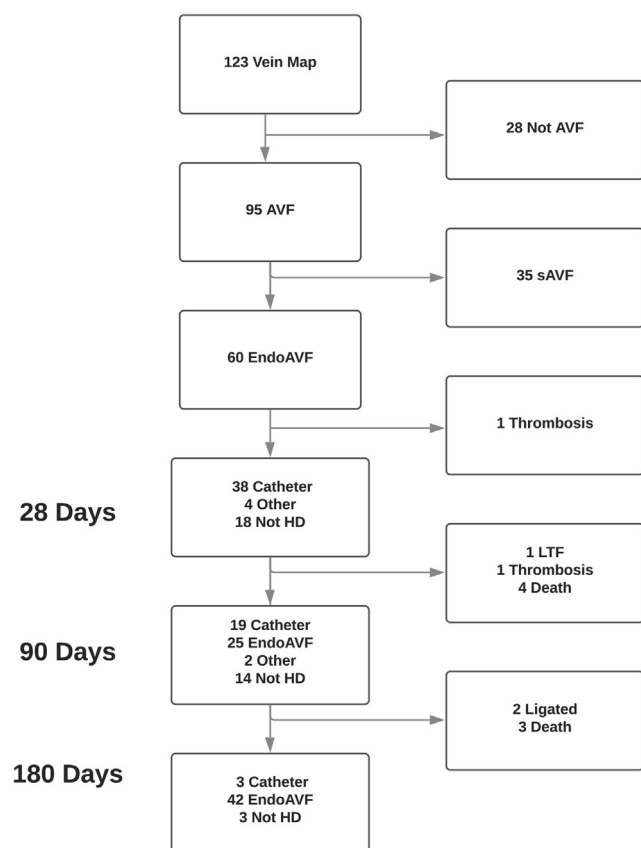 123 Vein Map
28 Not AVF
95 AVF
35 sAVF
60 EndoAVF
1 Thrombosis
28 Days
38 Catheter
4 Other
18 Not HD
1 LTF
1 Thrombosis
4 Death
90 Days
19 Catheter
25 EndoAVF
2 Other
14 Not HD
2 Ligated
3 Death
180 Days
3 Catheter
42 EndoAVF
3 Not HD